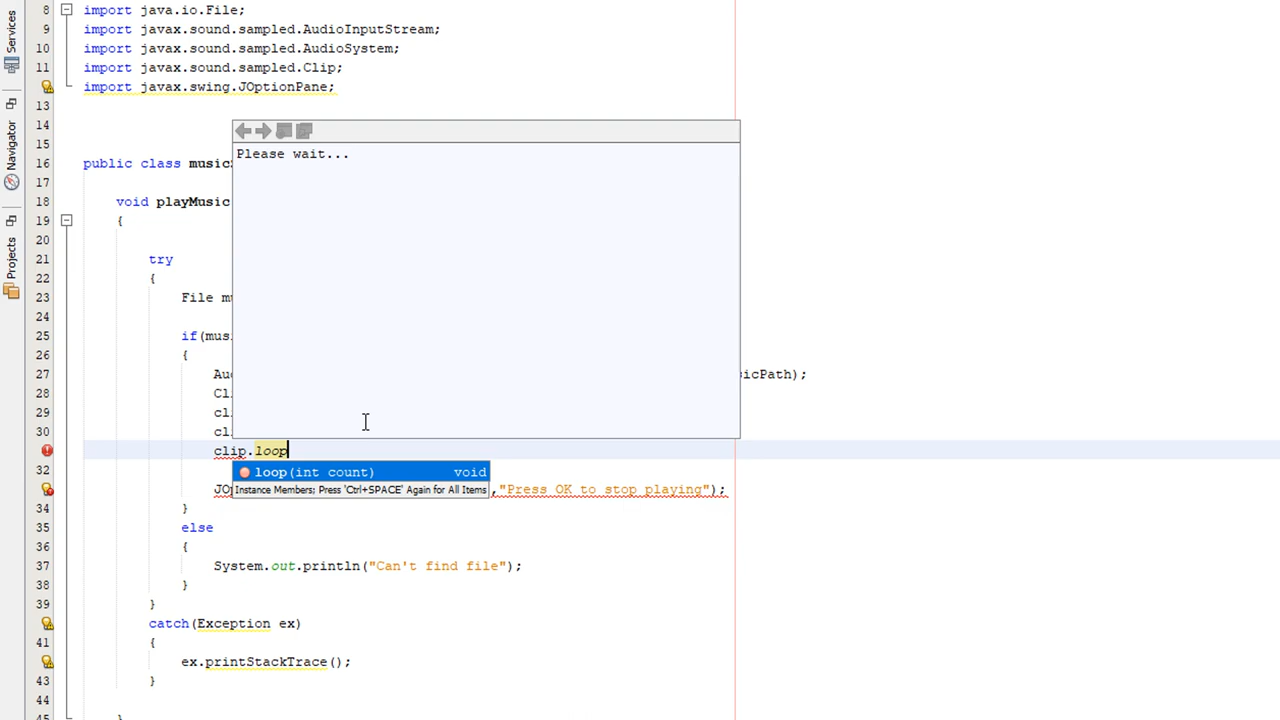 Services
Navigator
Projects
8 import java.io.File;
9 import javax.sound.sampled.AudioInputStream;
10 import javax.sound.sampled.AudioSystem;
11 import javax.sound.sampled.Clip;
import javax.swing.JOptionPane;
13
14
15
16 public class music
17
18 void playMusic
19 {
20
21 try
22 {
23 File mu
24
25 if(mus
26 {
27 Au icPath);
28 Cl
29 cl
30 cl
clip.loop
32
JO ,"Press OK to stop playing");
34 }
35 else
36 {
37 System.out.println("Can't find file");
38 }
39 }
catch(Exception ex)
41 {
ex.printStackTrace();
43 }
44
45 }
Please wait...
loop(int count) void
Instance Members; Press 'Ctrl+SPACE' Again for All Items